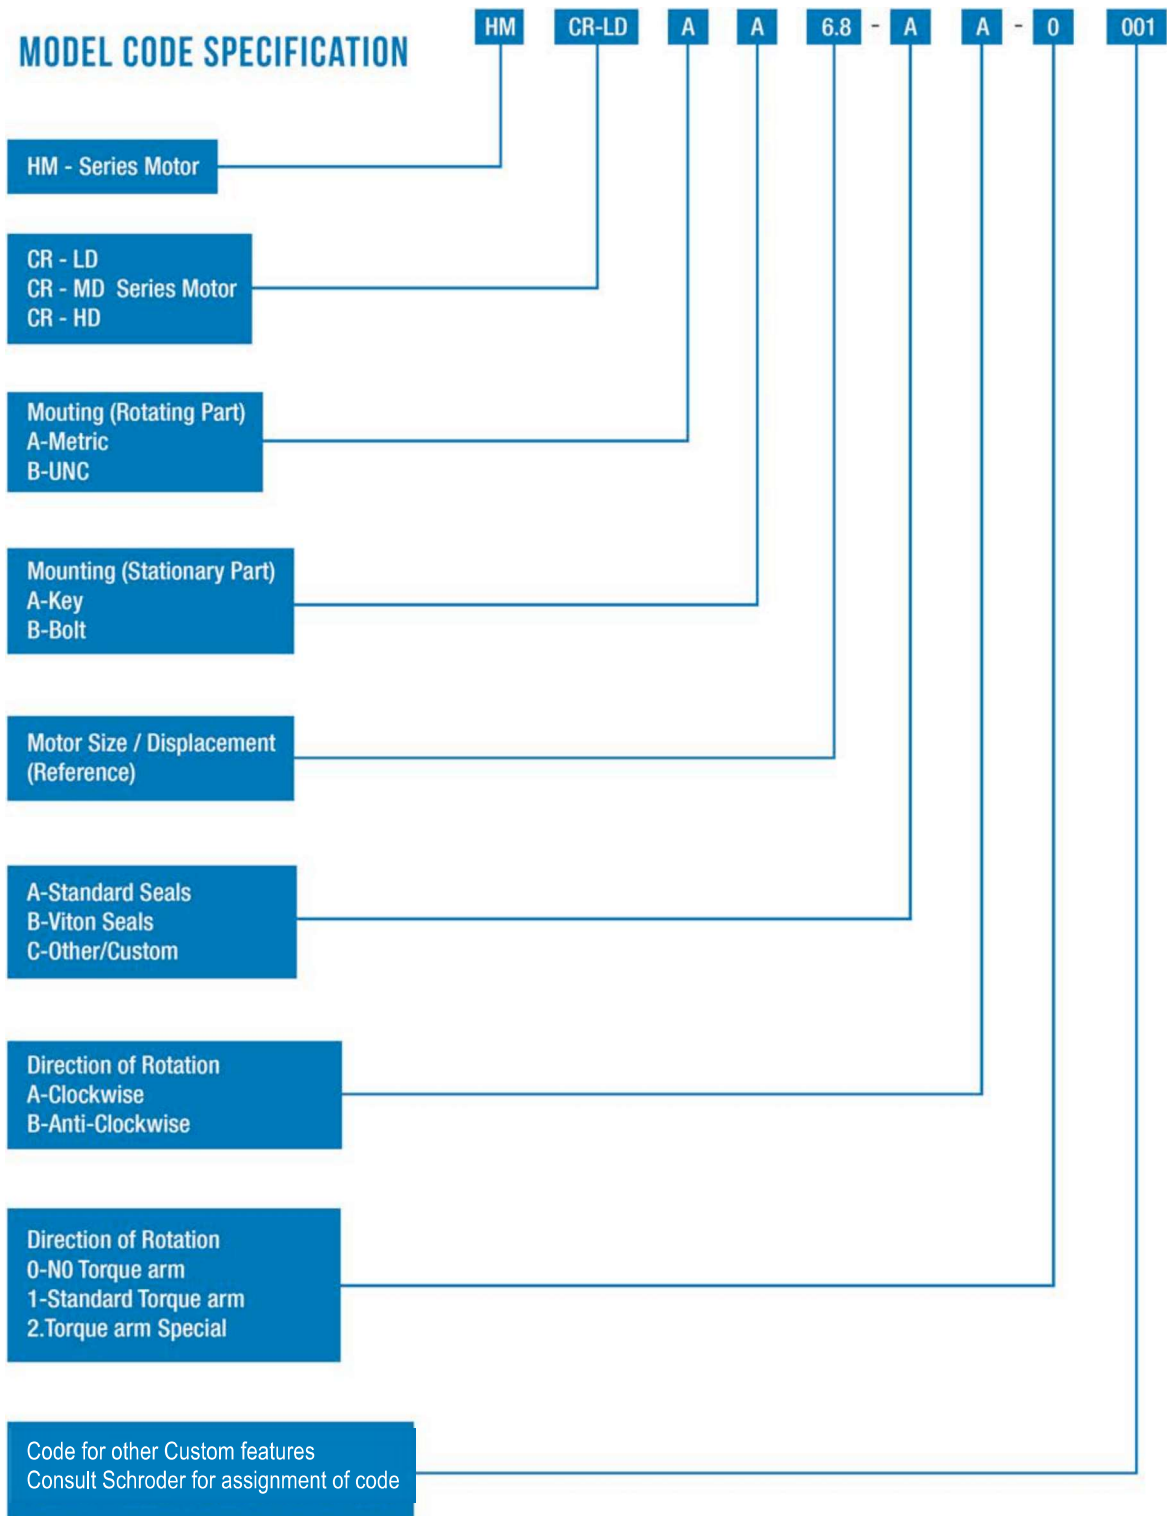 MODEL CODE SPECIFICATION
HM CR-LD A A 6.8 - A A - 0 001
HM - Series Motor
CR - LD
CR - MD Series Motor
CR - HD
Mouting (Rotating Part)
A-Metric
B-UNC
Mounting (Stationary Part)
A-Key
B-Bolt
Motor Size / Displacement
(Reference)
A-Standard Seals
B-Viton Seals
C-Other/Custom
Direction of Rotation
A-Clockwise
B-Anti-Clockwise
Direction of Rotation
0-N0 Torque arm
1-Standard Torque arm
2.Torque arm Special
Code for other Custom features
Consult Schroder for assignment of code